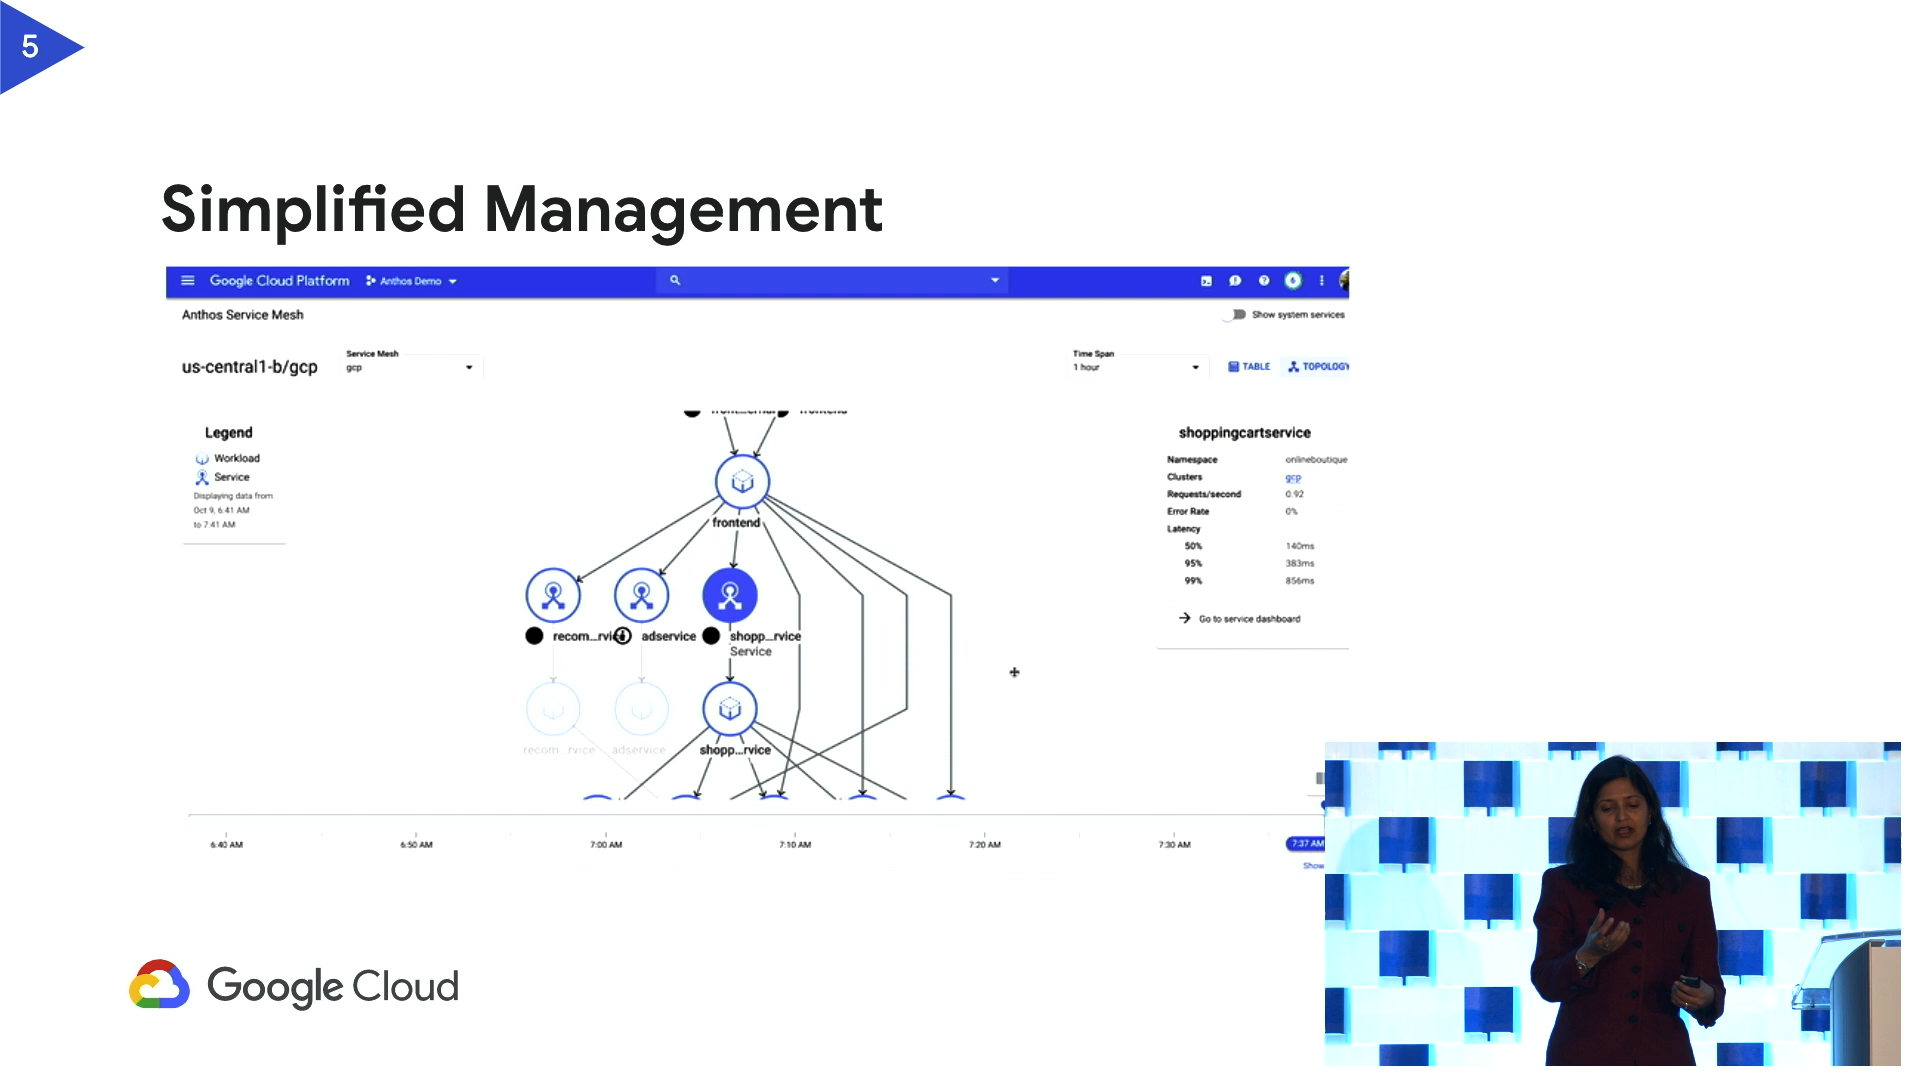 5
Simplified Management
Google Cloud Platform
Anthos Demo
Anthos Service Mesh
Show system services
us-central1-b/gcp
Service Mesh
gcp
Time Span
1 hour
TABLE
TOPOLOGY
Legend
Workload
Service
Displaying data from
Oct 9, 6:41 AM
to 7:41 AM
frontend
recom...rvice
adservice
shopp...rvice
Service
recom...rvice
adservice
shopp...rvice
shoppingcartservice
Namespace onlineboutique
Clusters gcp
Requests/second 0.92
Error Rate 0%
Latency
50% 140ms
95% 383ms
99% 856ms
Go to service dashboard
6:40 AM
6:50 AM
7:00 AM
7:10 AM
7:20 AM
7:30 AM
7:37 AM
Show
Google Cloud